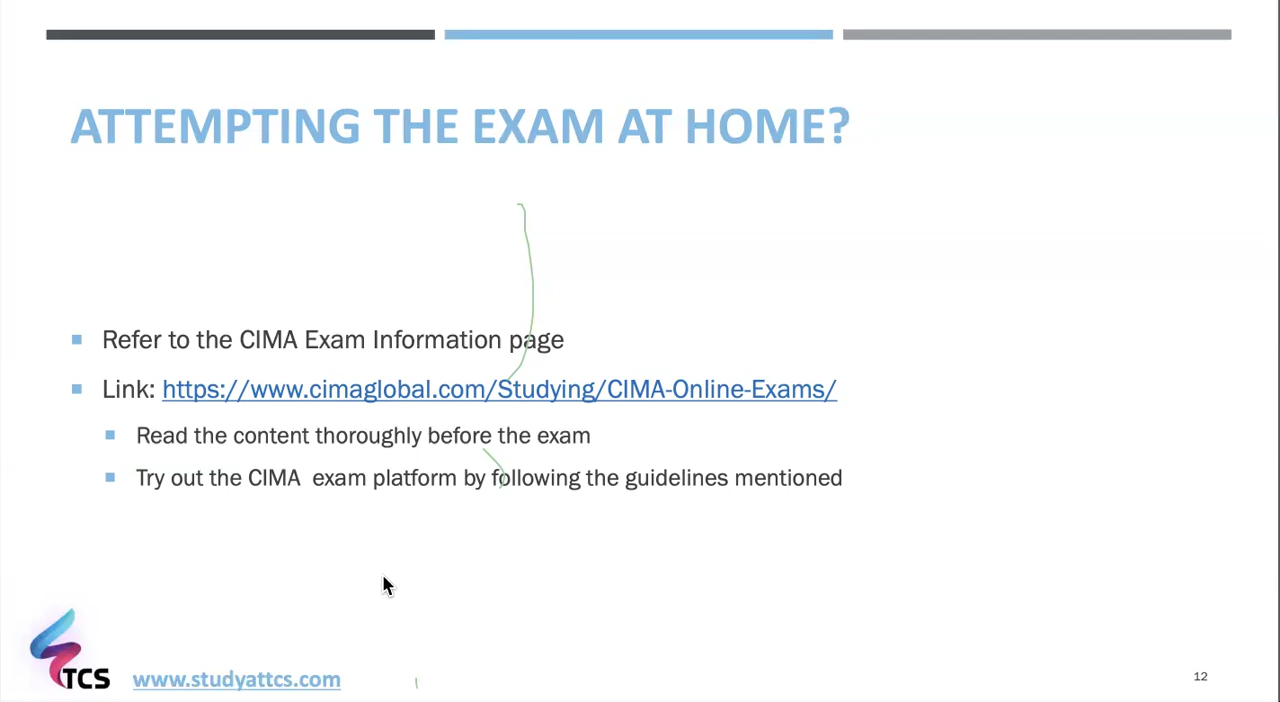 ATTEMPTING THE EXAM AT HOME?
Refer to the CIMA Exam Information page
Link: https://www.cimaglobal.com/Studying/CIMA-Online-Exams/
Read the content thoroughly before the exam
Try out the CIMA  exam platform by following the guidelines mentioned
TCS
www.studyattcs.com
12